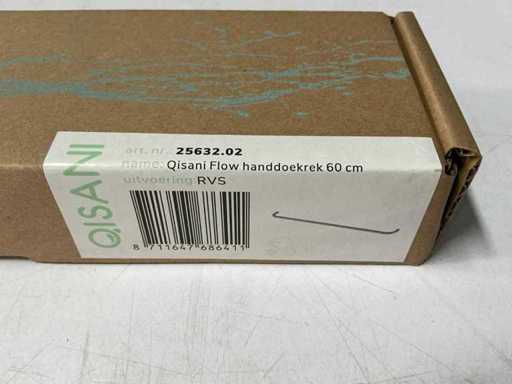 QISANI
art. nr. 25632.02
name: Qisani Flow handdoekrek 60 cm
uitvoering: RVS
8 711647 686411